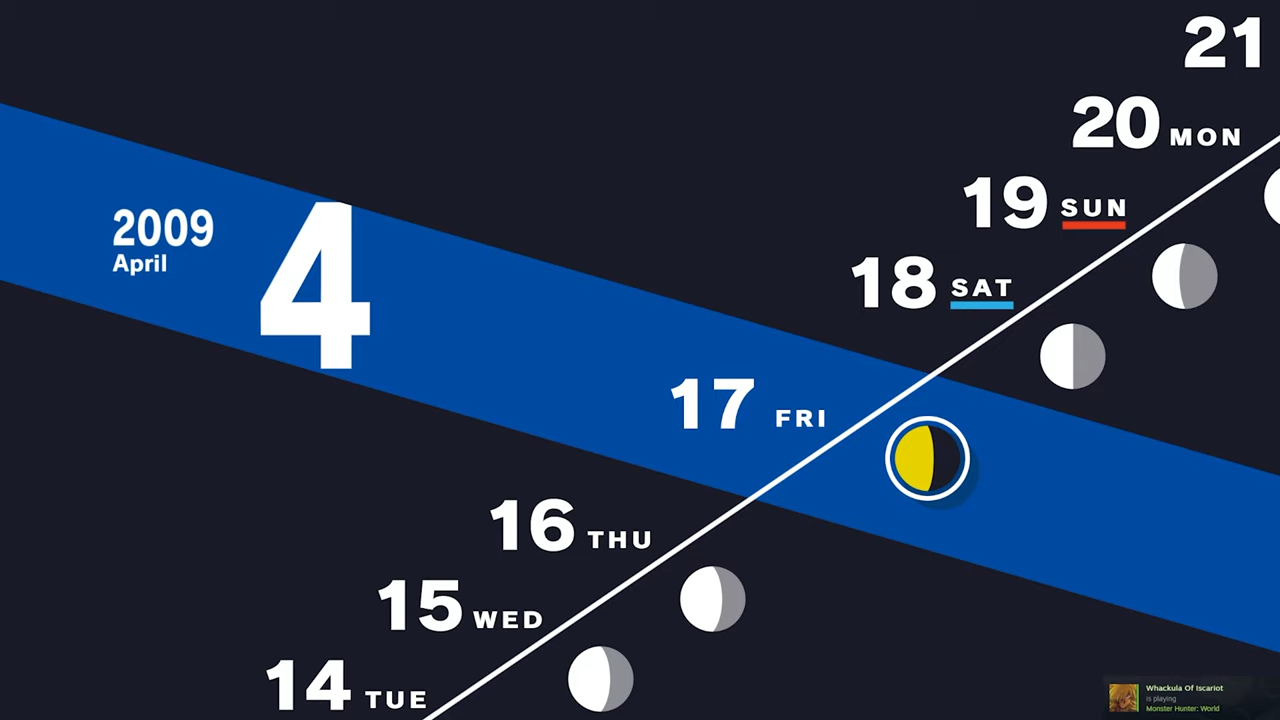 21
20 MON
19 SUN
18 SAT
2009
April
4
17 FRI
16 THU
15 WED
14 TUE
Whackula Of Iscariot
is playing
Monster Hunter: World